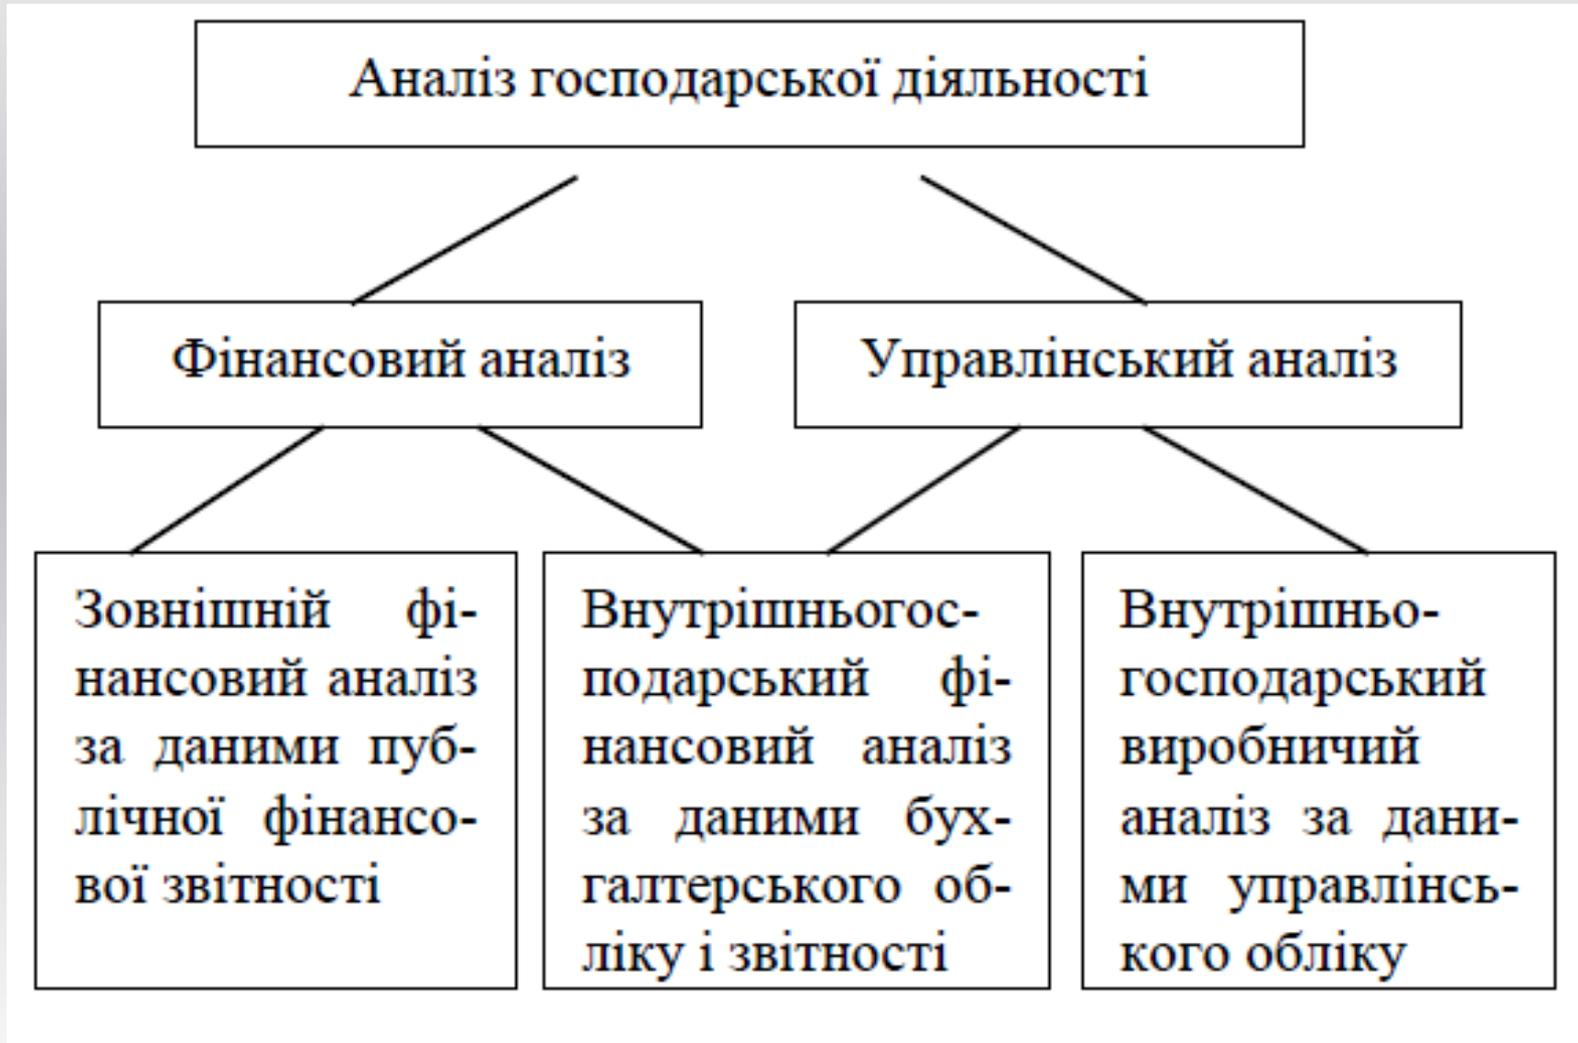 Аналіз господарської діяльності
Фінансовий аналіз
Управлінський аналіз
Зовнішній фі-
нансовий аналіз
за даними пуб-
лічної фінансо-
вої звітності
Внутрішньогос-
подарський фі-
нансовий аналіз
за даними бух-
галтерського об-
ліку і звітності
Внутрішньо-
господарський
виробничий
аналіз за дани-
ми управлінсь-
кого обліку